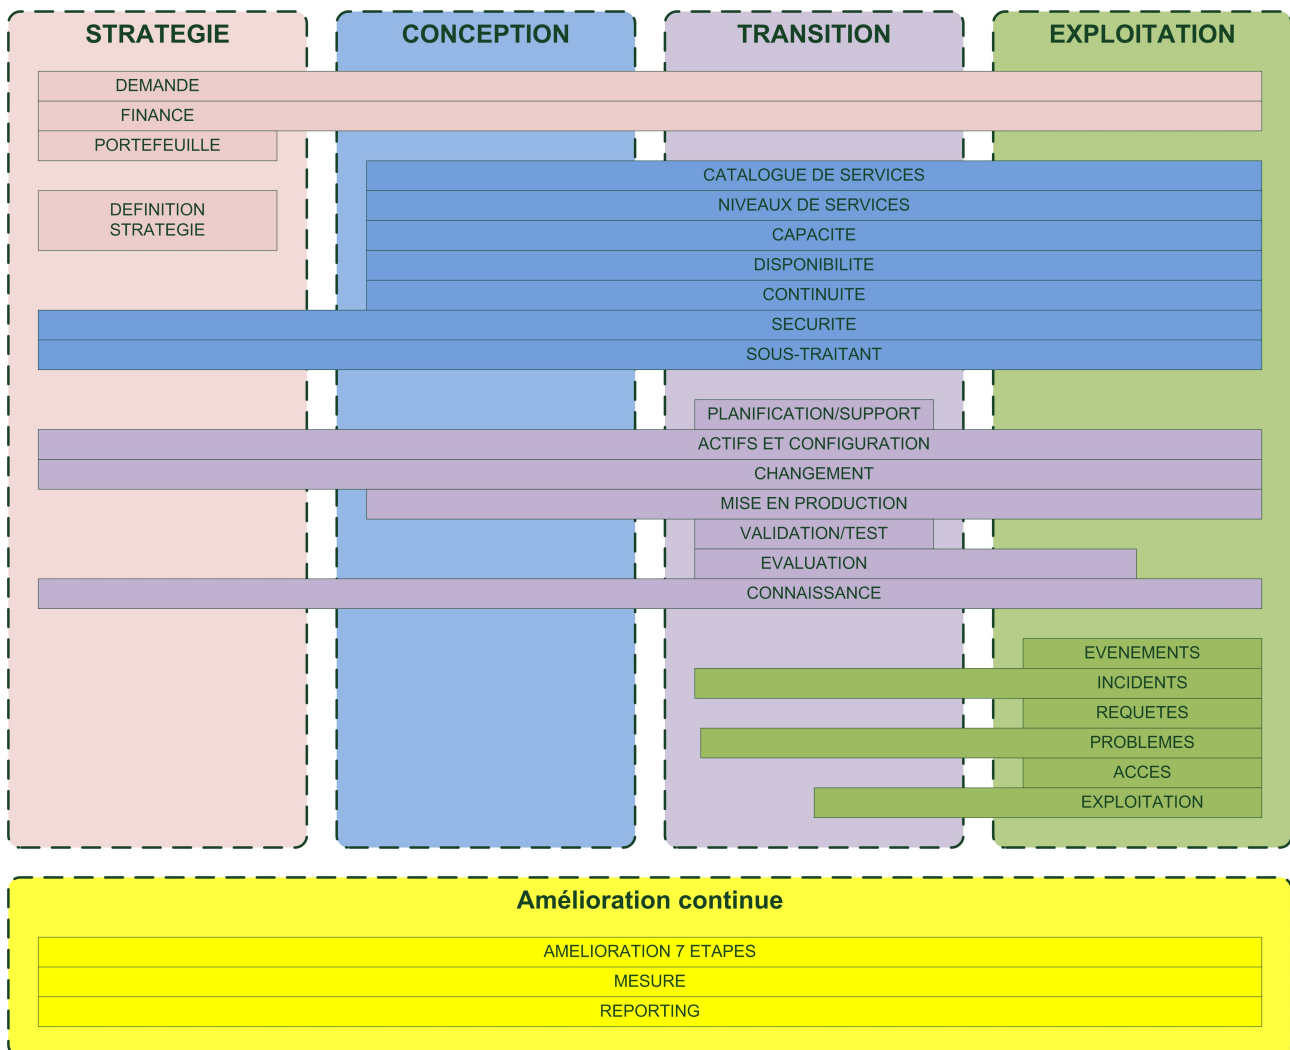 STRATEGIE
CONCEPTION
TRANSITION
EXPLOITATION
DEMANDE
FINANCE
PORTEFEUILLE
CATALOGUE DE SERVICES
NIVEAUX DE SERVICES
DEFINITION
STRATEGIE
CAPACITE
DISPONIBILITE
CONTINUITE
SECURITE
SOUS-TRAITANT
PLANIFICATION/SUPPORT
ACTIFS ET CONFIGURATION
CHANGEMENT
MISE EN PRODUCTION
VALIDATION/TEST
EVALUATION
CONNAISSANCE
EVENEMENTS
INCIDENTS
REQUETES
PROBLEMES
ACCES
EXPLOITATION
Amélioration continue
AMELIORATION 7 ETAPES
MESURE
REPORTING